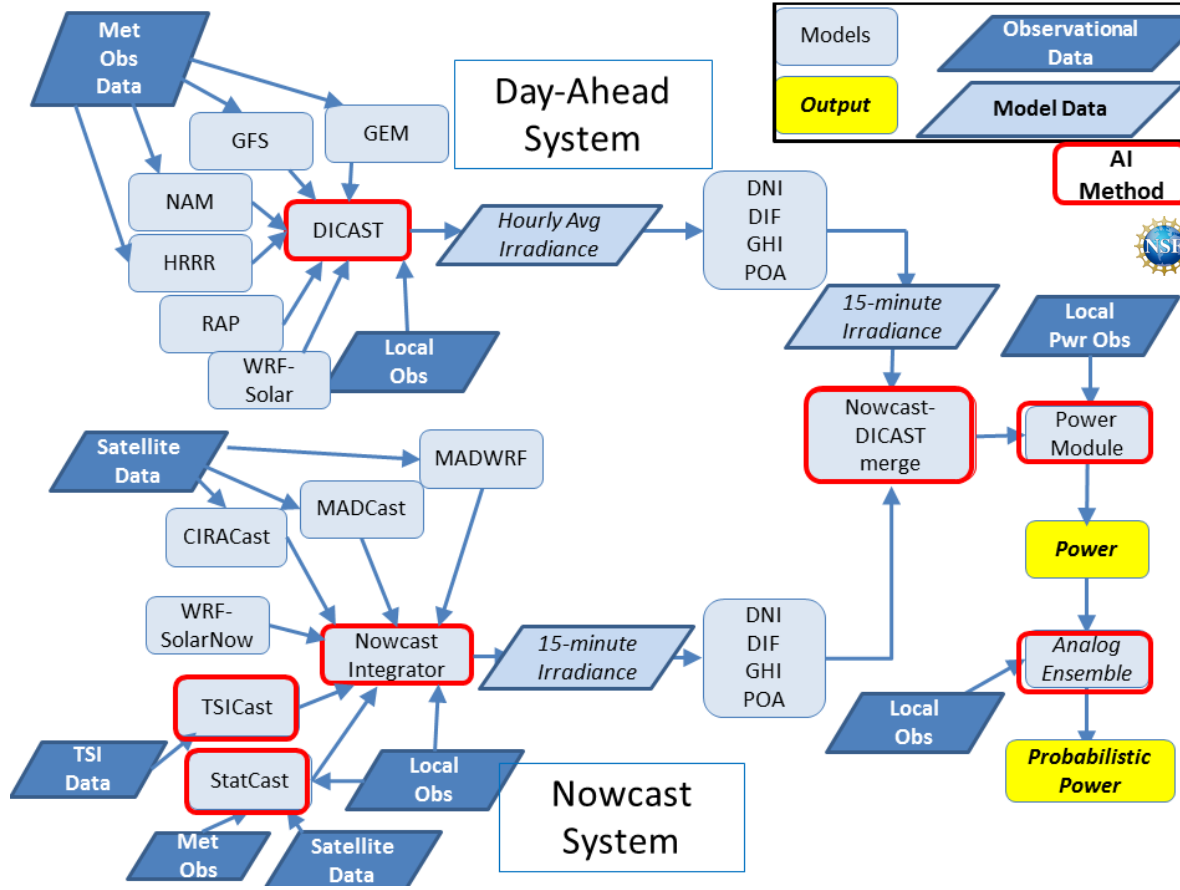 Met
Obs
Data
Day-Ahead
System
Models
Observational
Data
Output
Model Data
AI
Method
GFS
GEM
NAM
DICAST
Hourly Avg
Irradiance
DNI
DIF
GHI
POA
HRRR
RAP
WRF-
Solar
Local
Obs
15-minute
Irradiance
Local
Pwr Obs
Nowcast-
DICAST
merge
Power
Module
Satellite
Data
MADWRF
MADCast
CIRACast
Power
WRF-
SolarNow
Nowcast
Integrator
15-minute
Irradiance
DNI
DIF
GHI
POA
Analog
Ensemble
TSICast
Local
Obs
TSI
Data
StatCast
Local
Obs
Probabilistic
Power
Nowcast
System
Met
Obs
Satellite
Data